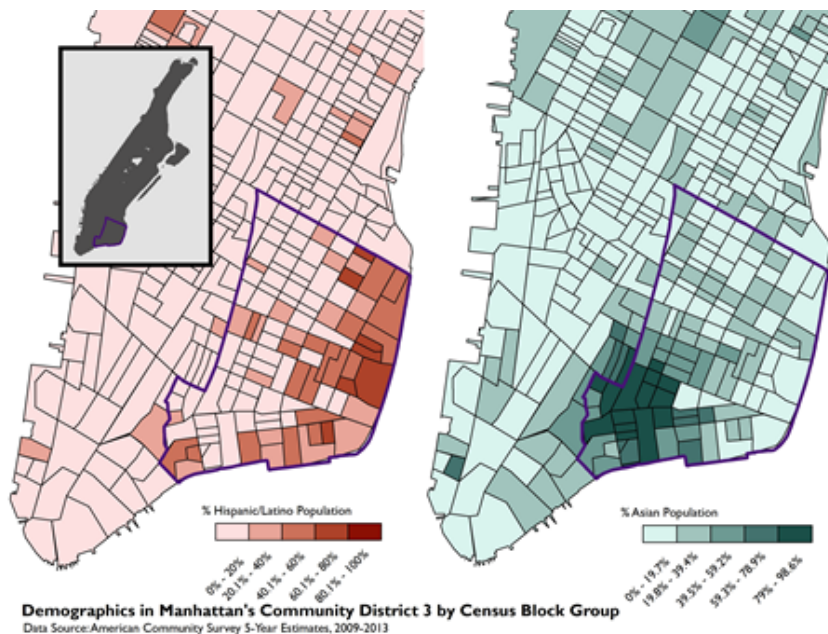 % Hispanic/Latino Population
0% - 20%
20.1% - 40%
40.1% - 60%
60.1% - 80%
80.1% - 100%
% Asian Population
0% - 19.7%
19.8% - 39.4%
39.5% - 59.2%
59.3% - 78.9%
79% - 98.6%
Demographics in Manhattan's Community District 3 by Census Block Group
Data Source: American Community Survey 5-Year Estimates, 2009-2013